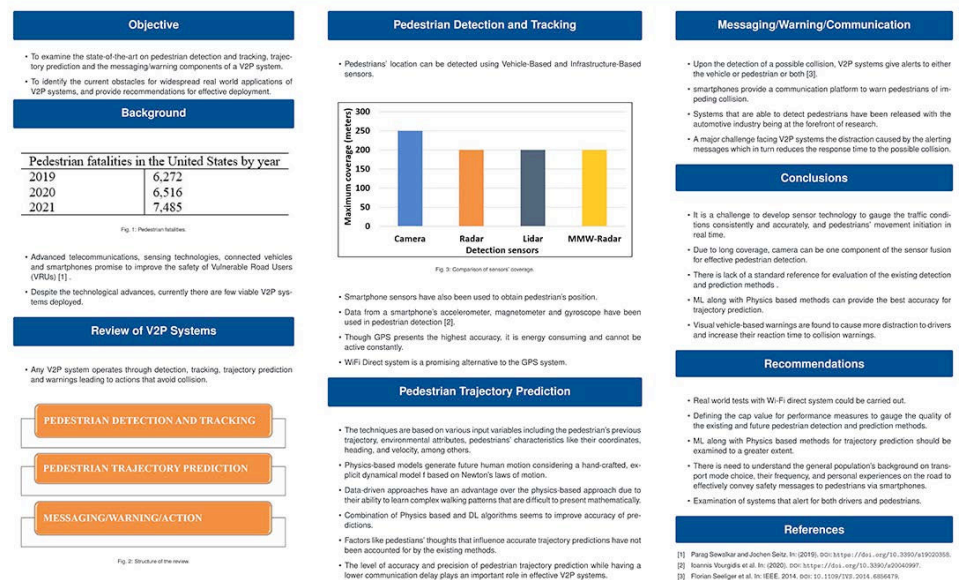 Objective
• To examine the state-of-the-art on pedestrian detection and tracking, trajec-
tory prediction and the messaging/warning components of a V2P system.
• To identify the current obstacles for widespread real world applications of
V2P systems, and provide recommendations for effective deployment.
Background
Pedestrian fatalities in the United States by year
2019 6,272
2020 6,516
2021 7,485
Fig. 1: Pedestrian fatalities.
• Advanced telecommunications, sensing technologies, connected vehicles
and smartphones promise to improve the safety of Vulnerable Road Users
(VRUs) [1] .
• Despite the technological advances, currently there are few viable V2P sys-
tems deployed.
Review of V2P Systems
• Any V2P system operates through detection, tracking, trajectory prediction
and warnings leading to actions that avoid collision.
PEDESTRIAN DETECTION AND TRACKING
PEDESTRIAN TRAJECTORY PREDICTION
MESSAGING/WARNING/ACTION
Fig. 2: Structure of the review
Pedestrian Detection and Tracking
• Pedestrians' location can be detected using Vehicle-Based and Infrastructure-Based
sensors.
Maximum coverage (meters)
300
250
200
150
100
50
0
Camera Radar Lidar MMW-Radar
Detection sensors
Fig. 3: Comparison of sensors' coverage.
• Smartphone sensors have also been used to obtain pedestrian's position.
• Data from a smartphone's accelerometer, magnetometer and gyroscope have been
used in pedestrian detection [2].
• Though GPS presents the highest accuracy, it is energy consuming and cannot be
active constantly.
• WiFi Direct system is a promising alternative to the GPS system.
Pedestrian Trajectory Prediction
• The techniques are based on various input variables including the pedestrian's previous
trajectory, environmental attributes, pedestrians' characteristics like their coordinates,
heading, and velocity, among others.
• Physics-based models generate future human motion considering a hand-crafted, ex-
plicit dynamical model f based on Newton's laws of motion.
• Data-driven approaches have an advantage over the physics-based approach due to
their ability to learn complex walking patterns that are difficult to present mathematically.
• Combination of Physics based and DL algorithms seems to improve accuracy of pre-
dictions.
• Factors like pedestians' thoughts that influence accurate trajectory predictions have not
been accounted for by the existing methods.
• The level of accuracy and precision of pedestrian trajectory prediction while having a
lower communication delay plays an important role in effective V2P systems.
Messaging/Warning/Communication
• Upon the detection of a possible collision, V2P systems give alerts to either
the vehicle or pedestrian or both [3].
• smartphones provide a communication platform to warn pedestrians of im-
peding collision.
• Systems that are able to detect pedestrians have been released with the
automotive industry being at the forefront of research.
• A major challenge facing V2P systems the distraction caused by the alerting
messages which in turn reduces the response time to the possible collision.
Conclusions
• It is a challenge to develop sensor technology to gauge the traffic condi-
tions consistently and accurately, and pedestrians' movement initiation in
real time.
• Due to long coverage, camera can be one component of the sensor fusion
for effective pedestrian detection.
• There is lack of a standard reference for evaluation of the existing detection
and prediction methods .
• ML along with Physics based methods can provide the best accuracy for
trajectory prediction.
• Visual vehicle-based warnings are found to cause more distraction to drivers
and increase their reaction time to collision warnings.
Recommendations
• Real world tests with Wi-Fi direct system could be carried out.
• Defining the cap value for performance measures to gauge the quality of
the existing and future pedestrian detection and prediction methods.
• ML along with Physics based methods for trajectory prediction should be
examined to a greater extent.
• There is need to understand the general population's background on trans-
port mode choice, their frequency, and personal experiences on the road to
effectively convey safety messages to pedestrians via smartphones.
• Examination of systems that alert for both drivers and pedestrians.
References
[1] Parag Sewalkar and Jochen Seitz. In: (2019). DOI: https://doi.org/10.3390/s19020358.
[2] Ioannis Vourgidis et al. In: (2020). DOI: https://doi.org/10.3390/s20040997.
[3] Florian Seeliger et al. In: IEEE, 2014. DOI: 10.1109/IVS.2014.6856479.